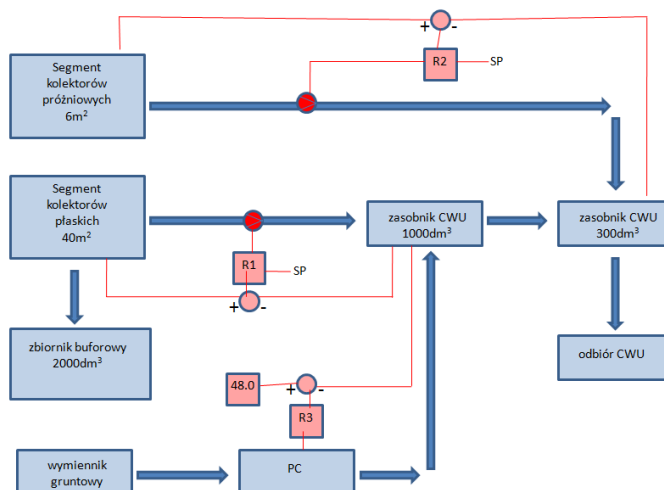 + -
R2
SP
Segment
kolektorów
próżniowych
6m²
Segment
kolektorów
płaskich
40m²
zasobnik CWU
1000dm³
zasobnik CWU
300dm³
R1
SP
+ -
zbiornik buforowy
2000dm³
odbiór CWU
48.0
+ -
R3
wymiennik
gruntowy
PC